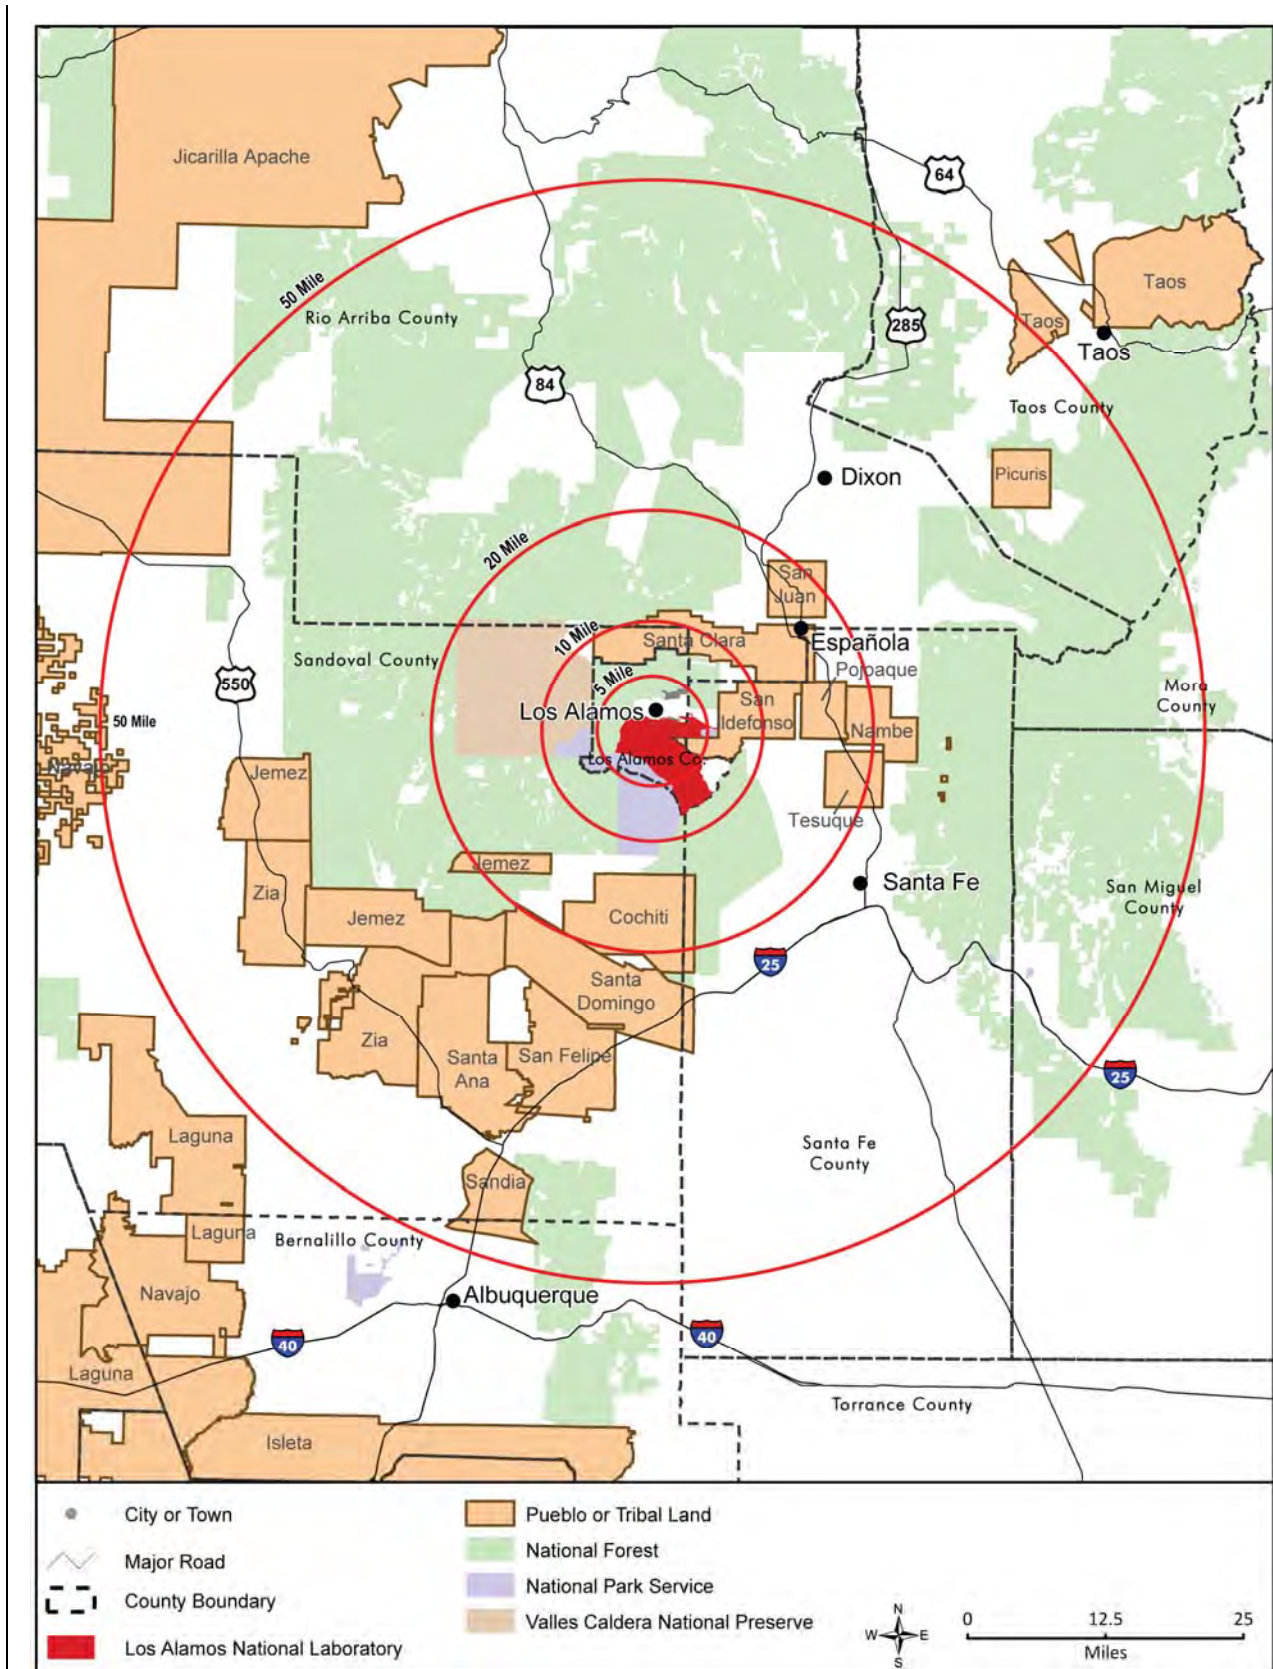 Jicarilla Apache
64
50 Mile
Taos
Rio Arriba County
285
Taos
Taos
84
Taos County
Dixon
Picuris
20 Mile
San
Juan
10 Mile
Santa Clara
Española
Sandoval County
Pojoaque
5 Mile
550
Mora
County
50 Mile
Los Alamos
San
Ildefonso
Nambe
Los Alamos Co.
Navajo
Jemez
Tesuque
Jemez
Zia
Santa Fe
San Miguel
County
Jemez
Cochiti
25
Santa
Domingo
Zia
Santa
Ana
San Felipe
25
Laguna
Santa Fe
County
Sandia
Laguna
Bernalillo County
Navajo
Albuquerque
40
40
Laguna
Torrance County
Isleta
City or Town
Major Road
County Boundary
Los Alamos National Laboratory
Pueblo or Tribal Land
National Forest
National Park Service
Valles Caldera National Preserve
N
W E
S
0 12.5 25
Miles